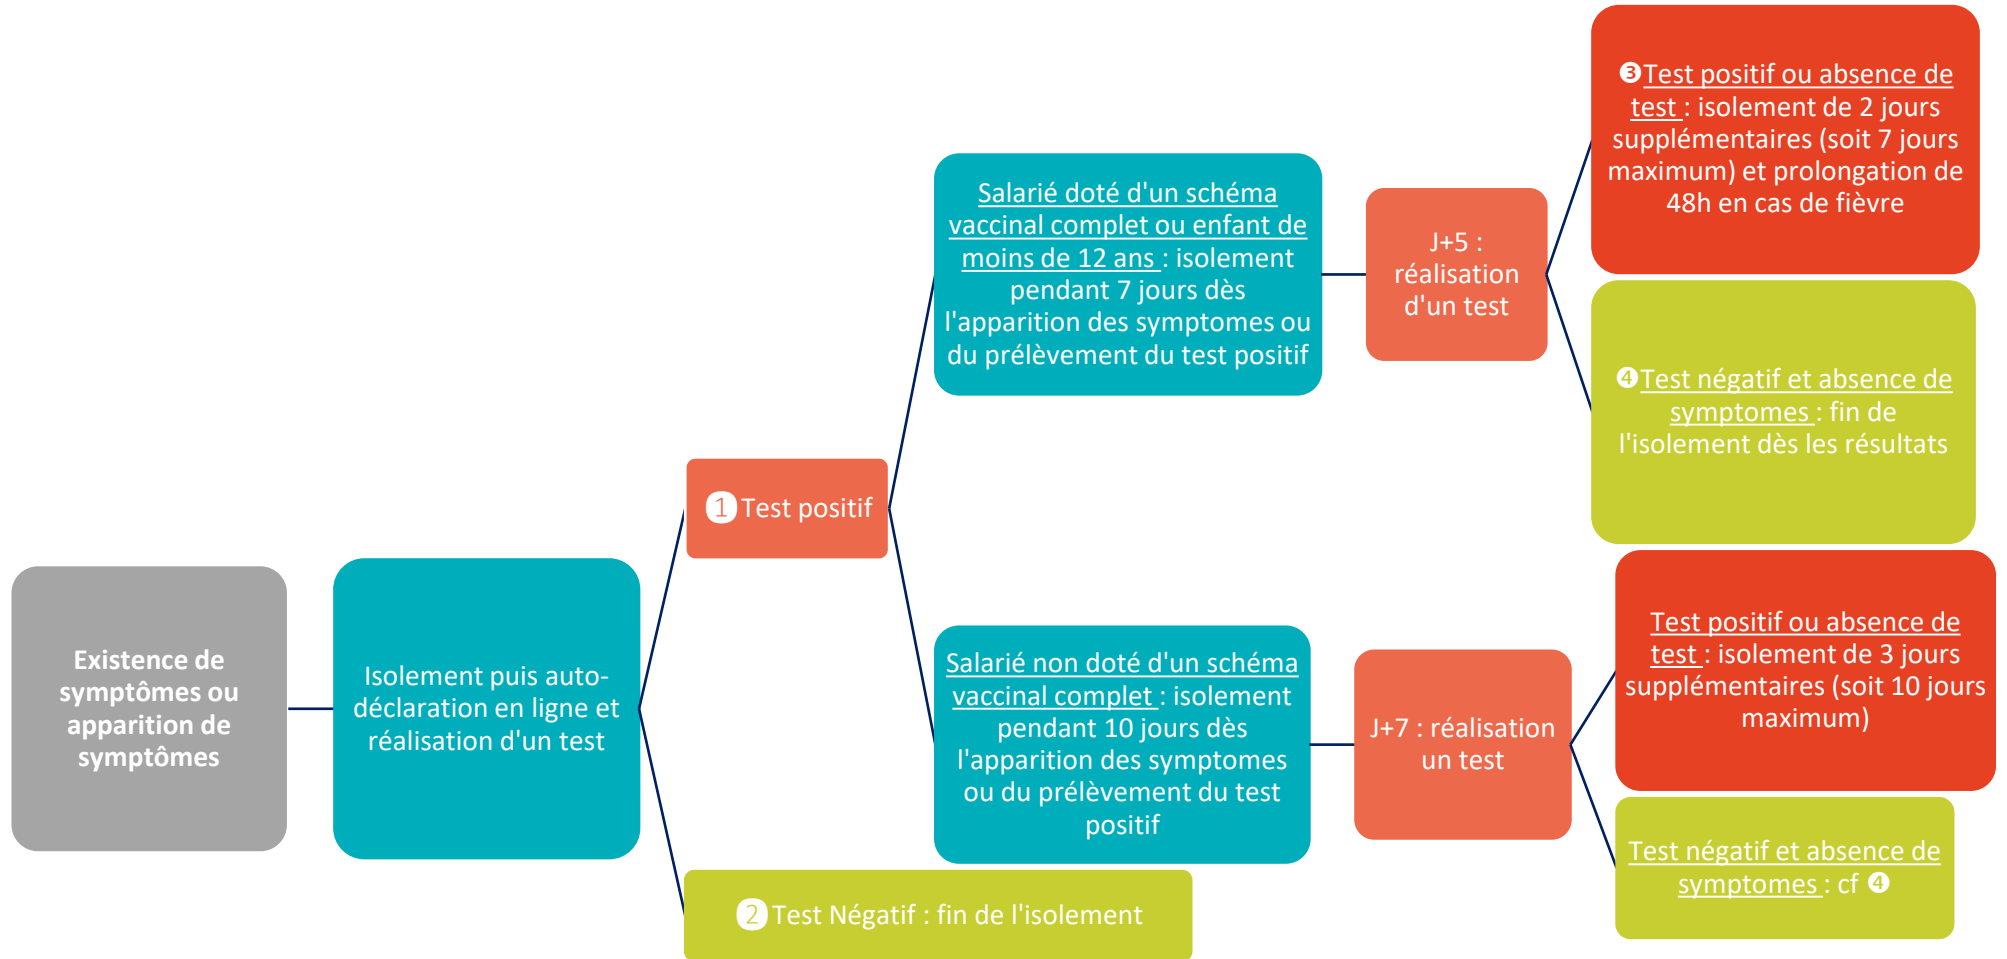 Existence de
symptômes ou
apparition de
symptômes
Isolement puis auto-
déclaration en ligne et
réalisation d'un test
❶ Test positif
❷ Test Négatif : fin de l'isolement
Salarié doté d'un schéma
vaccinal complet ou enfant de
moins de 12 ans : isolement
pendant 7 jours dès
l'apparition des symptomes ou
du prélèvement du test positif
J+5 :
réalisation
d'un test
❸Test positif ou absence de
test : isolement de 2 jours
supplémentaires (soit 7 jours
maximum) et prolongation de
48h en cas de fièvre
❹Test négatif et absence de
symptomes : fin de
l'isolement dès les résultats
Salarié non doté d'un schéma
vaccinal complet : isolement
pendant 10 jours dès
l'apparition des symptomes
ou du prélèvement du test
positif
J+7 : réalisation
un test
Test positif ou absence de
test : isolement de 3 jours
supplémentaires (soit 10 jours
maximum)
Test négatif et absence de
symptomes : cf ❹